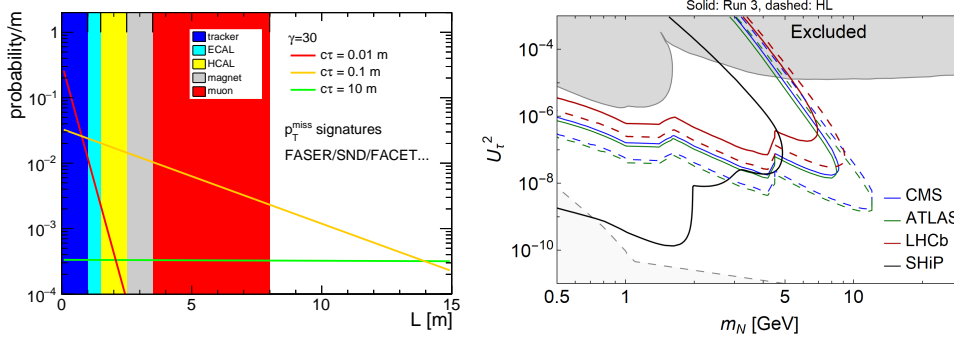 probability/m
1
10⁻¹
10⁻²
10⁻³
10⁻⁴
tracker
ECAL
HCAL
magnet
muon
γ=30
cτ = 0.01 m
cτ = 0.1 m
cτ = 10 m
p_T^miss signatures
FASER/SND/FACET...
0 5 10 15
L [m]
Solid: Run 3, dashed: HL
Excluded
U_τ²
10⁻⁴
10⁻⁶
10⁻⁸
10⁻¹⁰
CMS
ATLAS
LHCb
SHiP
0.5 1 5 10
m_N [GeV]